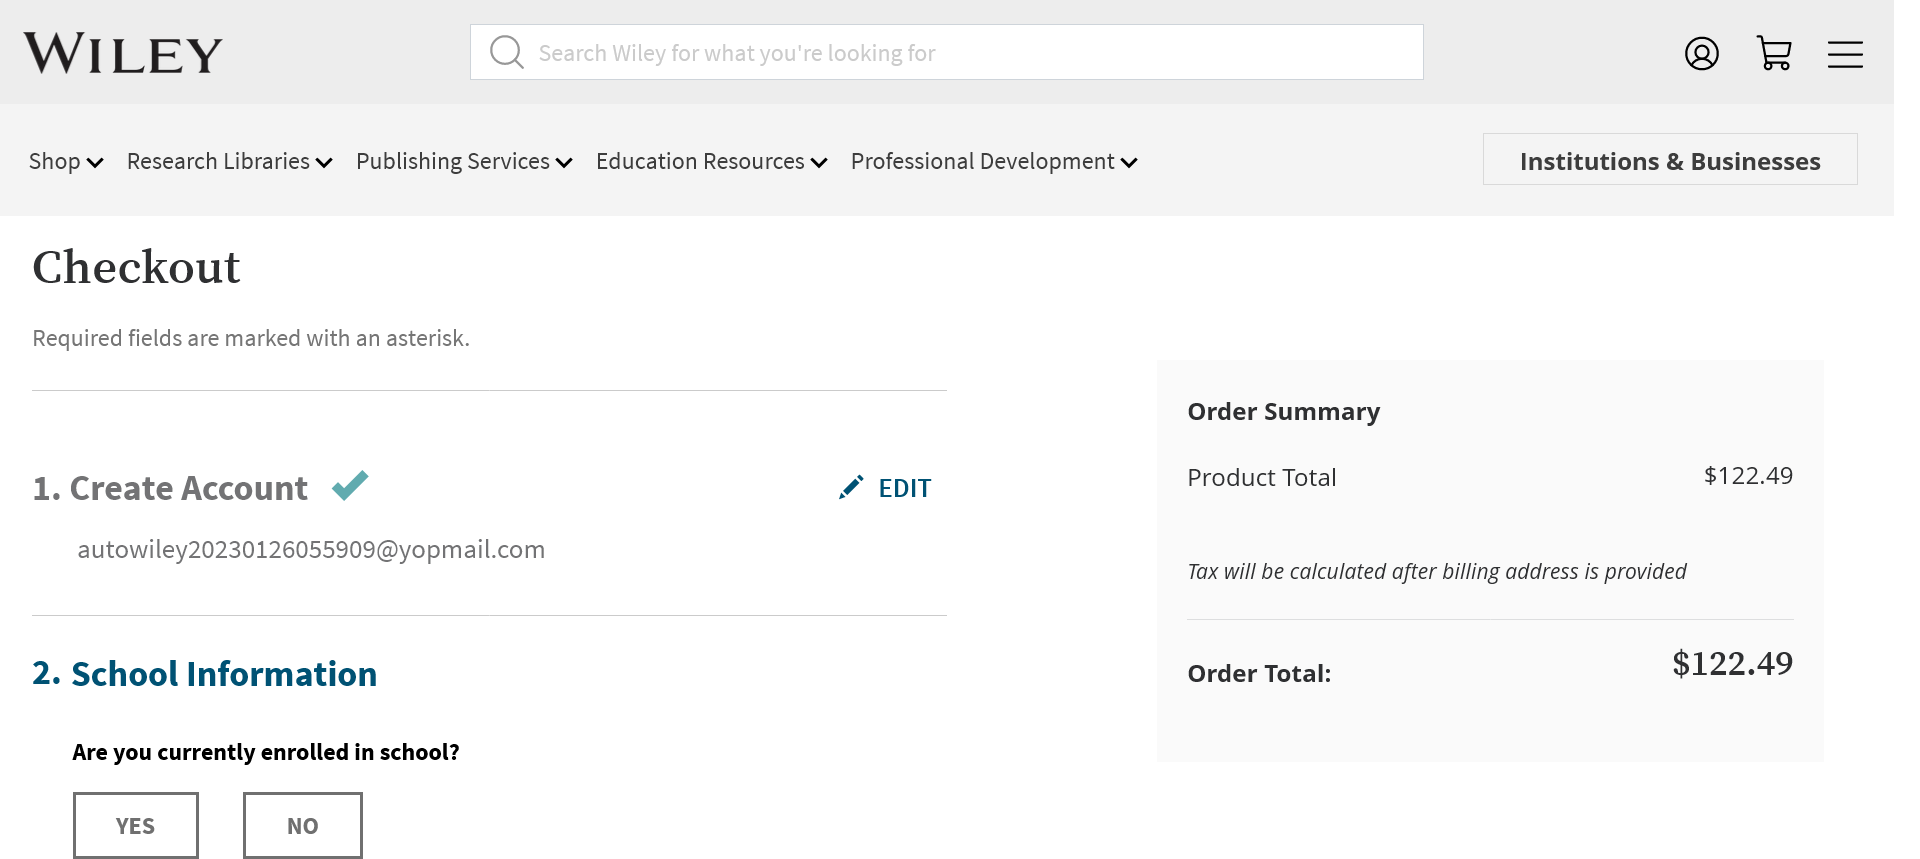 WILEY
Search Wiley for what you're looking for
Shop Research Libraries Publishing Services Education Resources Professional Development Institutions & Businesses
Checkout
Required fields are marked with an asterisk.
1. Create Account EDIT
autowiley20230126055909@yopmail.com
2. School Information
Are you currently enrolled in school?
YES NO
Order Summary
Product Total $122.49
Tax will be calculated after billing address is provided
Order Total: $122.49